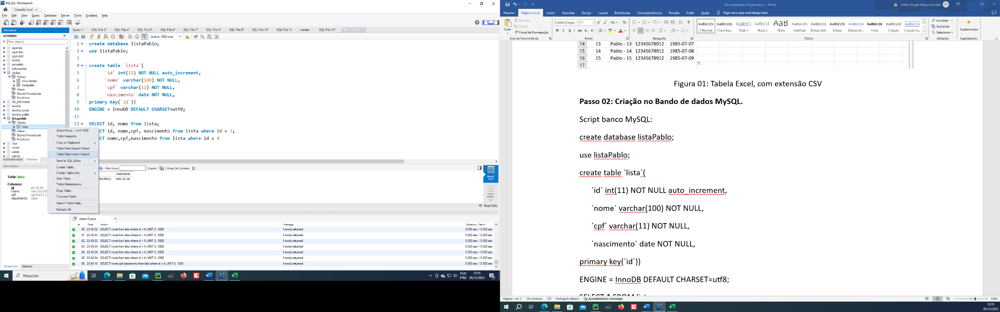 MySQL Workbench
Conexão local
File Edit View Query Database Server Tools Scripting Help
Navigator
SCHEMAS
Filter objects
agenda
agenda1
agenda2
andes
apipablo
bdyoutube
dados
Tables
convidados
listapablo
Views
Stored Procedures
Functions
db_biblioteca
escola
escola_curso
escola_pablo
listapablo
Tables
lista
Views
Stored Procedures
Functions
loja
mydb
pablo
sakila
Administration Schemas
Information
Table: lista
Columns:
id int AI PK
nome varchar(100
cpf varchar(11)
nascimento date
Object Info Session
Select Rows - Limit 1000
Table Inspector
Copy to Clipboard
Table Data Export Wizard
Table Data Import Wizard
Send to SQL Editor
Create Table...
Create Table Like...
Alter Table...
Table Maintenance...
Drop Table...
Truncate Table...
Search Table Data...
Refresh All
Query 1 SQL File 3* SQL File 4* SQL File 5* SQL File 6* SQL File 7* SQL File 8* SQL File 9* SQL File 10* SQL File 11 vendas SQL File 13* SQL File 14*
Limit to 1000 rows
1 create database listaPablo;
2 use listaPablo;
3
4 create table `lista`(
5 `id` int(11) NOT NULL auto_increment,
6 `nome` varchar(100) NOT NULL,
7 `cpf` varchar(11) NOT NULL,
8 `nascimento` date NOT NULL,
9 primary key(`id`))
10 ENGINE = InnoDB DEFAULT CHARSET=utf8;
11
12 SELECT id, nome from lista;
CT id, nome,cpf, nascimento from lista where id = 3;
CT nome,cpf,nascimento from lista where id = 4
Filter Rows: Export: Wrap Cell Content:
nascimento
45678912 1985-06-28
Result Grid
Form Editor
Read Only
Action Output
# Time Action Message Duration / Fetch
60 23:48:02 SELECT nome from lista where id = 4 LIMIT 0, 1000 1 row(s) returned 0.000 sec / 0.000 sec
61 23:48:03 SELECT nome from lista where id = 4 LIMIT 0, 1000 1 row(s) returned 0.000 sec / 0.000 sec
62 23:48:03 SELECT nome from lista where id = 4 LIMIT 0, 1000 1 row(s) returned 0.000 sec / 0.000 sec
63 23:48:04 SELECT nome from lista where id = 4 LIMIT 0, 1000 1 row(s) returned 0.000 sec / 0.000 sec
64 23:48:04 SELECT nome from lista where id = 4 LIMIT 0, 1000 1 row(s) returned 0.000 sec / 0.000 sec
65 23:48:04 SELECT nome from lista where id = 4 LIMIT 0, 1000 1 row(s) returned 0.000 sec / 0.000 sec
66 23:49:16 SELECT nome,cpf,nascimento from lista where id = 4 LIMIT 0, 1000 1 row(s) returned 0.000 sec / 0.000 sec
Pesquisar
POR
PTB2
23:55
05/12/2023
4
Documentação Projeto.docx - Word
Pablo Rangel Abreu Andrade PR
Arquivo Página Inicial Inserir Desenhar Design Layout Referências Correspondências Revisão Exibir Ajuda Diga-me o que você deseja fazer
Colar
Recortar
Copiar
Pincel de Formatação
Área de Transferência
Calibri (Corpo 11
N I S abc x₂ x²
Fonte
Parágrafo
AaBbCcDc AaBbCcDc AaBbC( AaBbCcE AaB AaBbCcD AaBbCcD( AaBbCcD( AaBbCcD( AaBbCcDc AaBbCcD( AaBbCcD(
¶ Normal ¶ Sem Esp... Título 1 Título 2 Título Subtítulo Ênfase Sutil Ênfase Ênfase Int... Forte Citação Citação In...
Estilos
Localizar
Substituir
Selecionar
Editando
Suplementos
Suplementos
14 13 Pablo - 13 12345678912 1985-07-07
15 14 Pablo - 14 12345678912 1985-07-08
16 15 Pablo - 15 12345678912 1985-07-09
17
Figura 01: Tabela Excel, com extensão CSV
Passo 02: Criação no Bando de dados MySQL.
Script banco MySQL:
create database listaPablo;
use listaPablo;
create table `lista`(
`id` int(11) NOT NULL auto_increment,
`nome` varchar(100) NOT NULL,
`cpf` varchar(11) NOT NULL,
`nascimento` date NOT NULL,
primary key(`id`))
ENGINE = InnoDB DEFAULT CHARSET=utf8;
SELECT * FROM
Página 1 de 3 199 palavras Português (Brasil) Acessibilidade: investigar
228%
23:55
05/12/2023